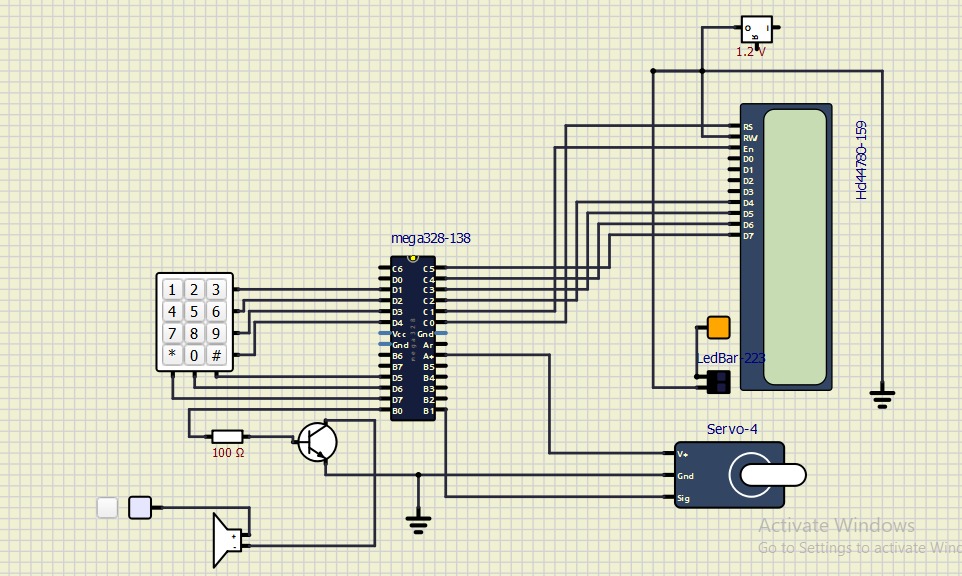 O I
R
1.2 V
RS
RW
En
D0
D1
D2
D3
D4
D5
D6
D7
Hd44780-159
mega328-138
C6 C5
D0 C4
D1 C3
D2 C2
D3 C1
D4 C0
Vcc Gnd
Gnd Ar
B6 A+
B7 B5
D5 B4
D6 B3
D7 B2
B0 B1
mega328
1 2 3
4 5 6
7 8 9
* 0 #
LedBar-223
100 Ω
Servo-4
V+
Gnd
Sig
+
-
Activate Windows
Go to Settings to activate Win